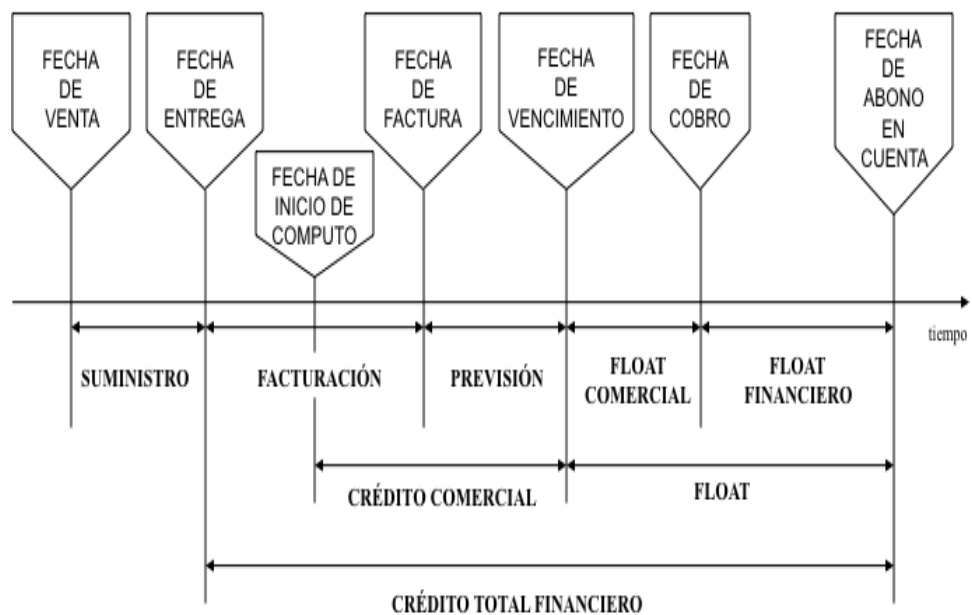 FECHA
DE
VENTA
FECHA
DE
ENTREGA
FECHA DE
INICIO DE
COMPUTO
FECHA
DE
FACTURA
FECHA
DE
VENCIMIENTO
FECHA
DE
COBRO
FECHA
DE
ABONO
EN
CUENTA
tiempo
SUMINISTRO
FACTURACIÓN
PREVISIÓN
FLOAT
COMERCIAL
FLOAT
FINANCIERO
CRÉDITO COMERCIAL
FLOAT
CRÉDITO TOTAL FINANCIERO